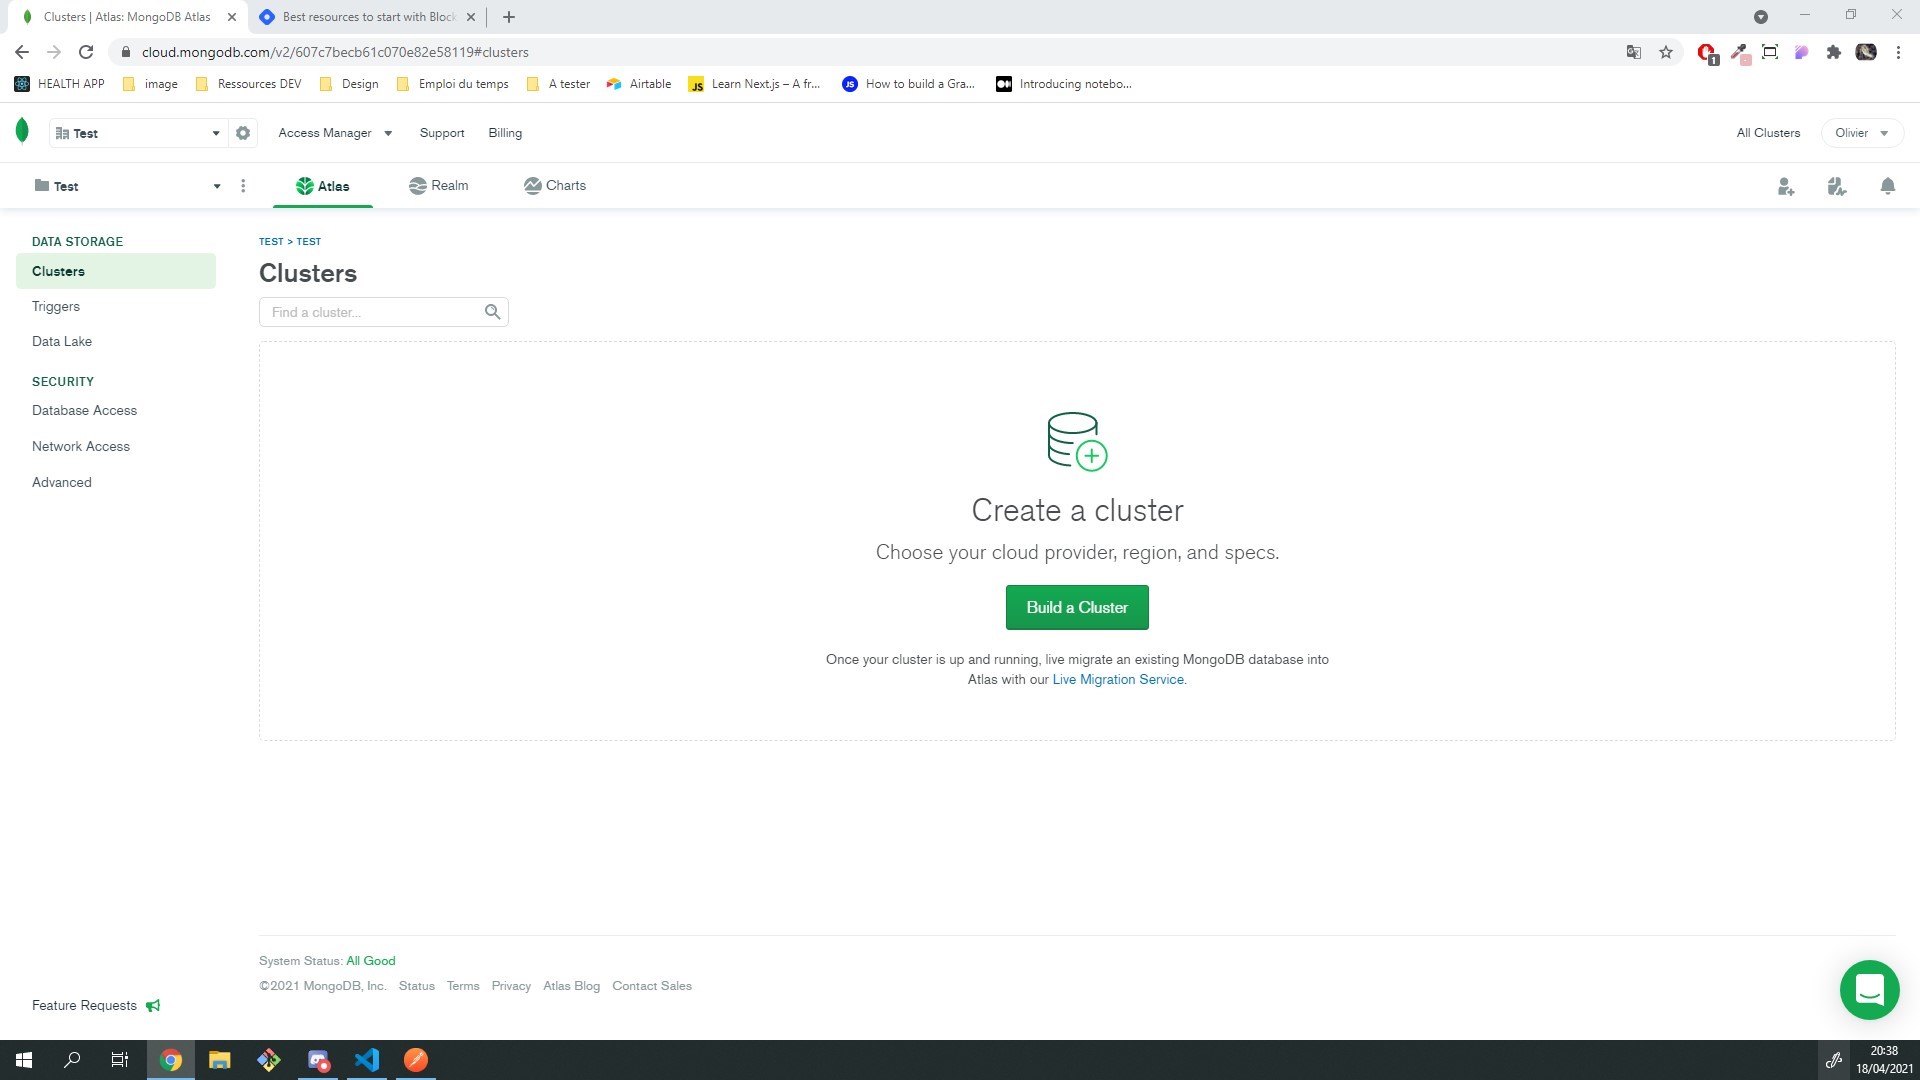 Clusters | Atlas: MongoDB Atlas
Best resources to start with Block
cloud.mongodb.com/v2/607c7becb61c070e82e58119#clusters
1
HEALTH APP image Ressources DEV Design Emploi du temps A tester Airtable JS Learn Next.js – A fr... JS How to build a Gra... Introducing notebo...
Test Access Manager Support Billing All Clusters Olivier
Test Atlas Realm Charts
DATA STORAGE
Clusters
Triggers
Data Lake
SECURITY
Database Access
Network Access
Advanced
Feature Requests
TEST > TEST
Clusters
Find a cluster...
Create a cluster
Choose your cloud provider, region, and specs.
Build a Cluster
Once your cluster is up and running, live migrate an existing MongoDB database into
Atlas with our Live Migration Service.
System Status: All Good
©2021 MongoDB, Inc. Status Terms Privacy Atlas Blog Contact Sales
20:38
18/04/2021